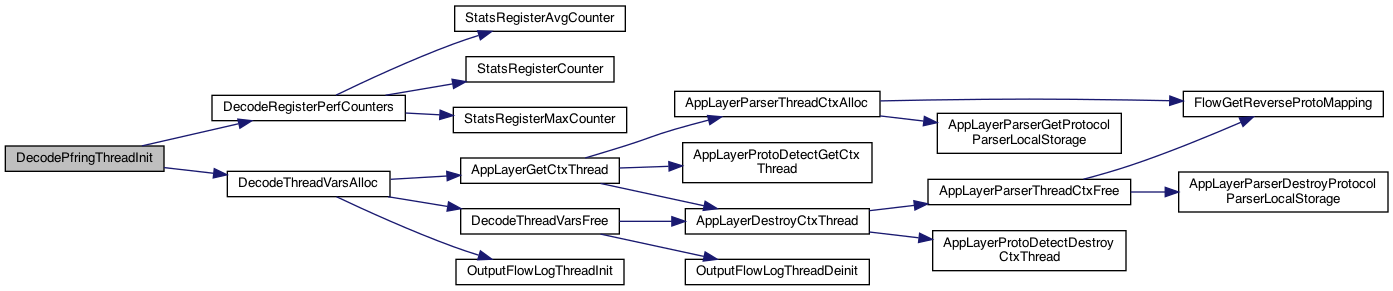 DecodePfringThreadInit
DecodeRegisterPerfCounters
DecodeThreadVarsAlloc
StatsRegisterAvgCounter
StatsRegisterCounter
StatsRegisterMaxCounter
AppLayerGetCtxThread
DecodeThreadVarsFree
OutputFlowLogThreadInit
AppLayerParserThreadCtxAlloc
AppLayerProtoDetectGetCtx
Thread
AppLayerDestroyCtxThread
OutputFlowLogThreadDeinit
FlowGetReverseProtoMapping
AppLayerParserGetProtocol
ParserLocalStorage
AppLayerParserThreadCtxFree
AppLayerProtoDetectDestroy
CtxThread
AppLayerParserDestroyProtocol
ParserLocalStorage